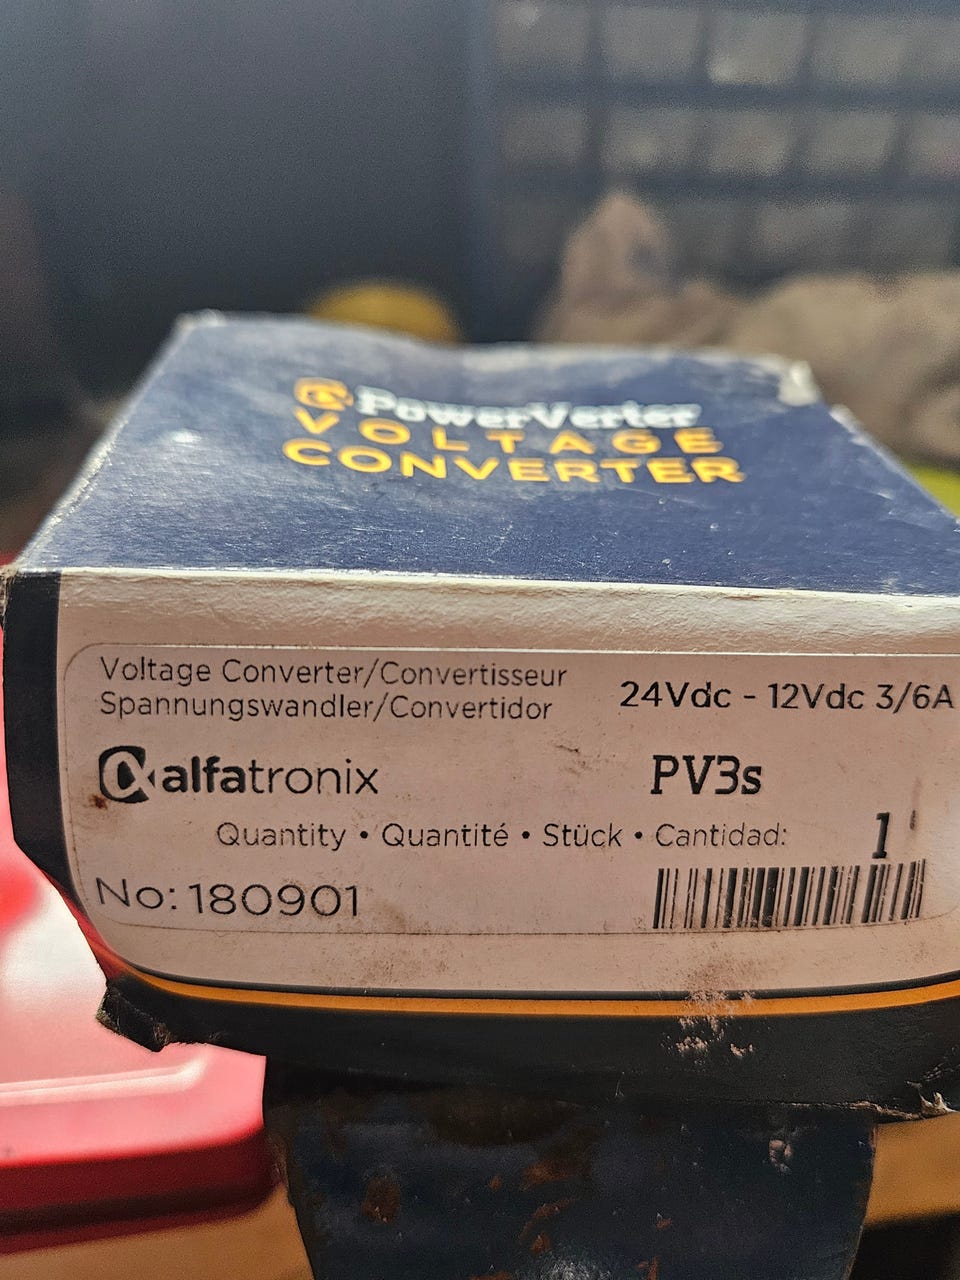 PowerVerter
VOLTAGE
CONVERTER
Voltage Converter/Convertisseur
Spannungswandler/Convertidor
24Vdc - 12Vdc 3/6A
alfatronix
PV3s
Quantity • Quantité • Stück • Cantidad: 1
No: 180901